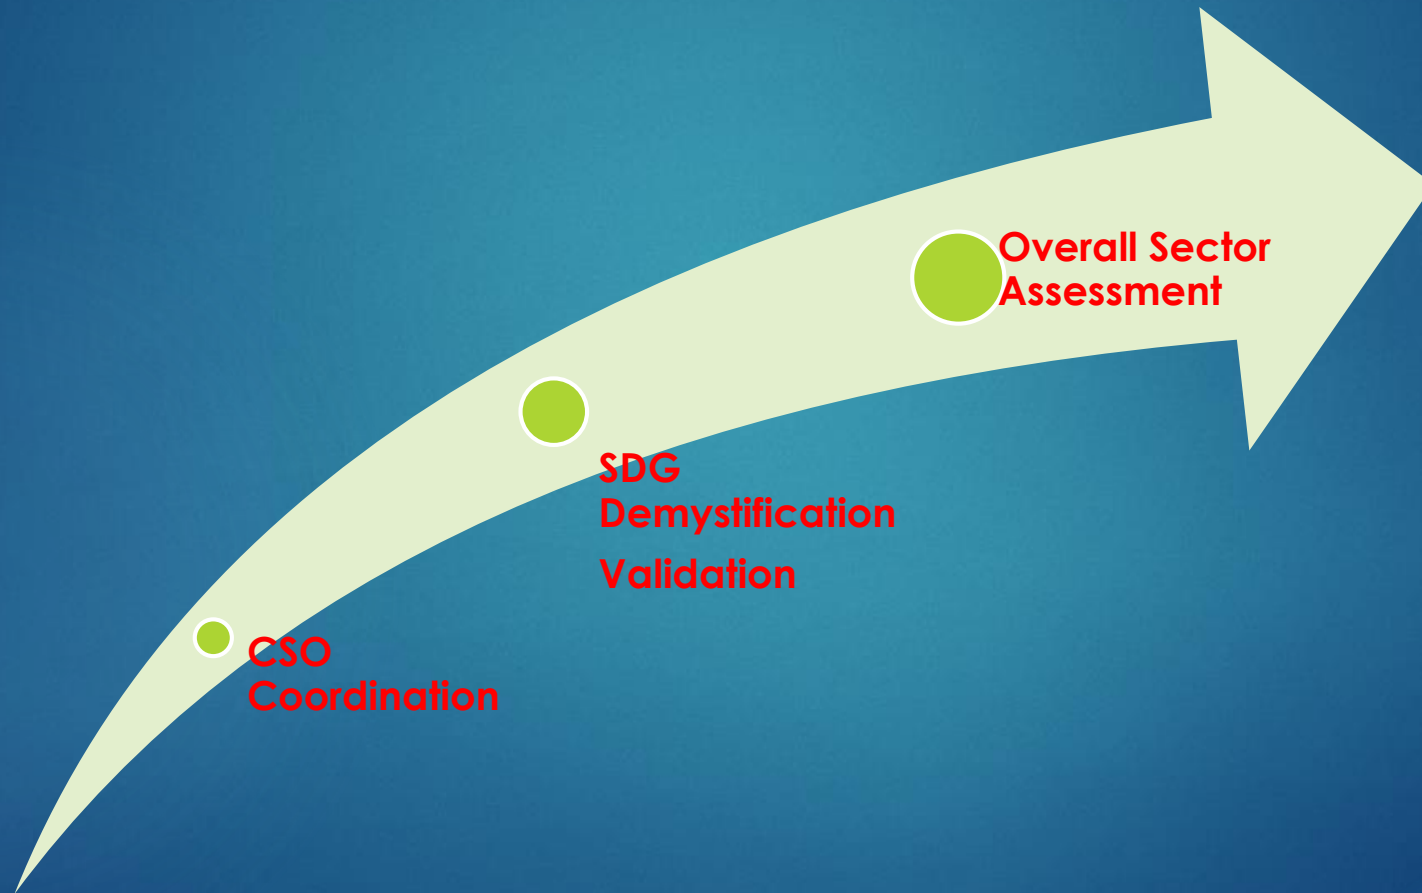 Overall Sector
Assessment
SDG
Demystification
Validation
CSO
Coordination